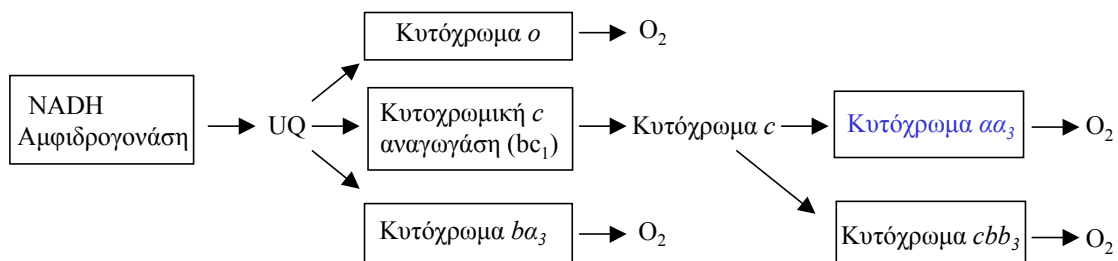 Κυτόχρωμα o
O₂
NADH
Αμφιδρογονάση
UQ
Κυτοχρωμική c
αναγωγάση (bc₁)
Κυτόχρωμα c
Κυτόχρωμα αα₃
O₂
Κυτόχρωμα bα₃
O₂
Κυτόχρωμα cbb₃
O₂